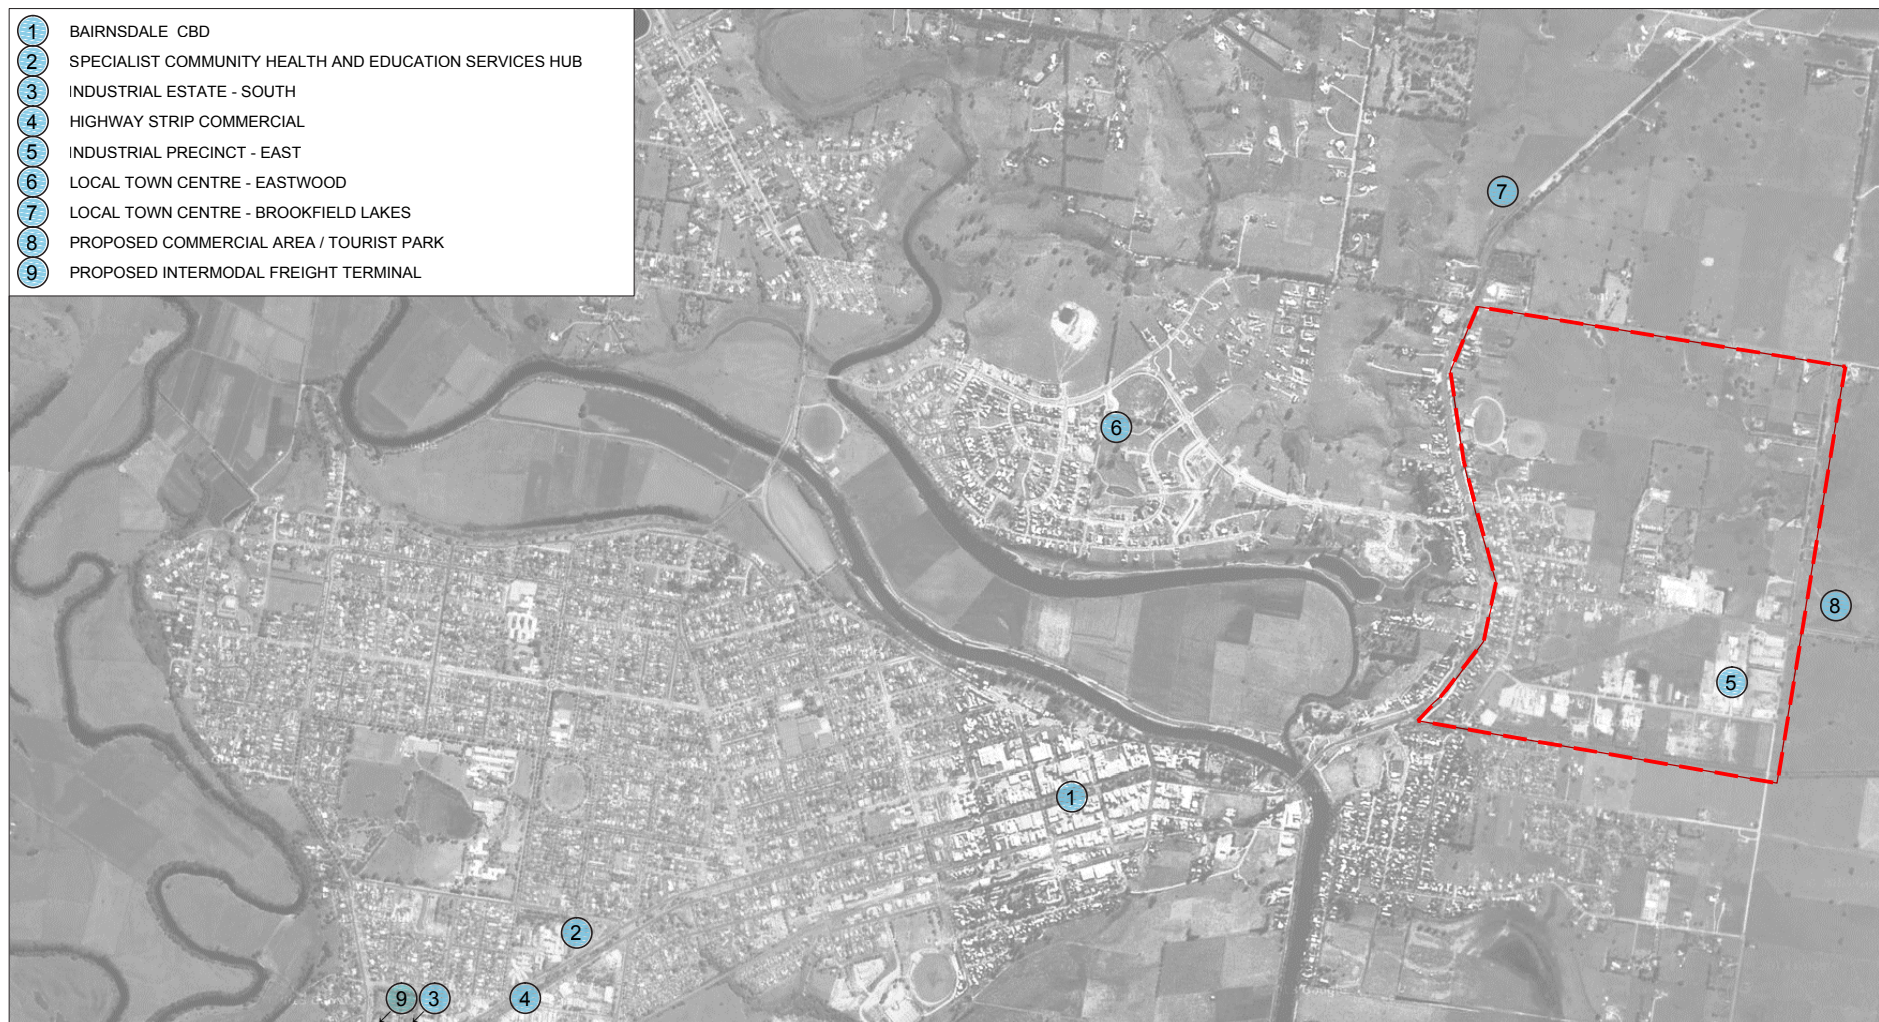 1 BAIRNSDALE CBD
2 SPECIALIST COMMUNITY HEALTH AND EDUCATION SERVICES HUB
3 INDUSTRIAL ESTATE - SOUTH
4 HIGHWAY STRIP COMMERCIAL
5 INDUSTRIAL PRECINCT - EAST
6 LOCAL TOWN CENTRE - EASTWOOD
7 LOCAL TOWN CENTRE - BROOKFIELD LAKES
8 PROPOSED COMMERCIAL AREA / TOURIST PARK
9 PROPOSED INTERMODAL FREIGHT TERMINAL
7
6
8
5
1
2
9 3 4